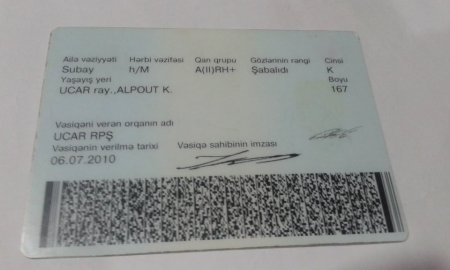 Ailə vəziyyəti Hərbi vəzifəsi Qan qrupu Gözlərinin rəngi Cinsi
Subay h/M A(II)RH+ Şabalıdı K
Yaşayış yeri Boyu
UCAR ray.,ALPOUT K. 167
Vəsiqəni verən orqanın adı
UCAR RPŞ
Vəsiqənin verilmə tarixi Vəsiqə sahibinin imzası
06.07.2010